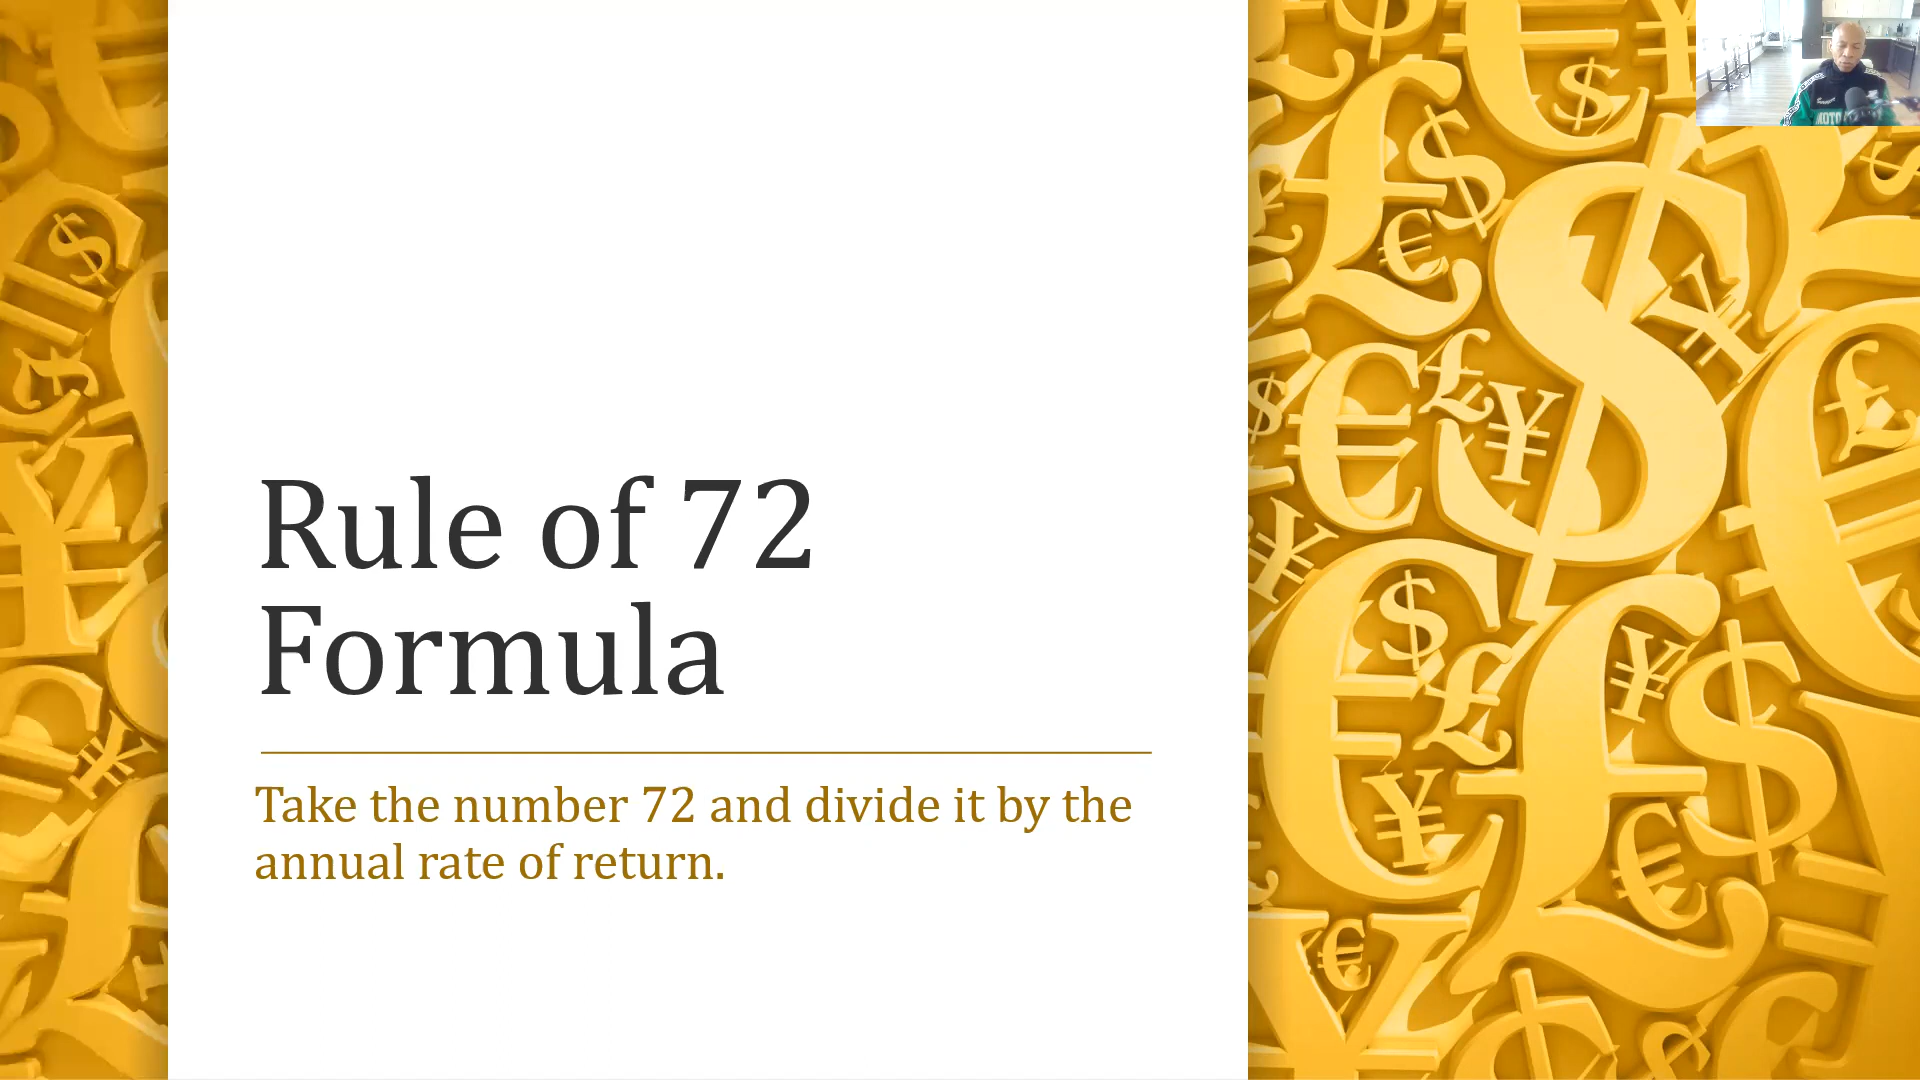 Rule of 72
Formula
Take the number 72 and divide it by the
annual rate of return.